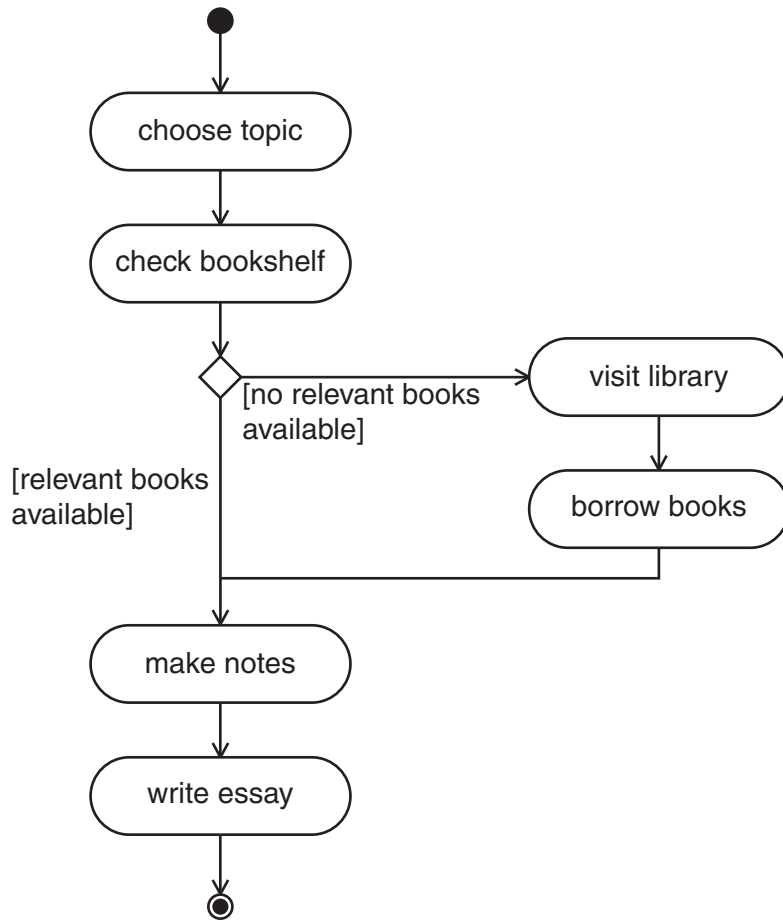 choose topic
check bookshelf
visit library
[no relevant books
available]
[relevant books
available]
borrow books
make notes
write essay